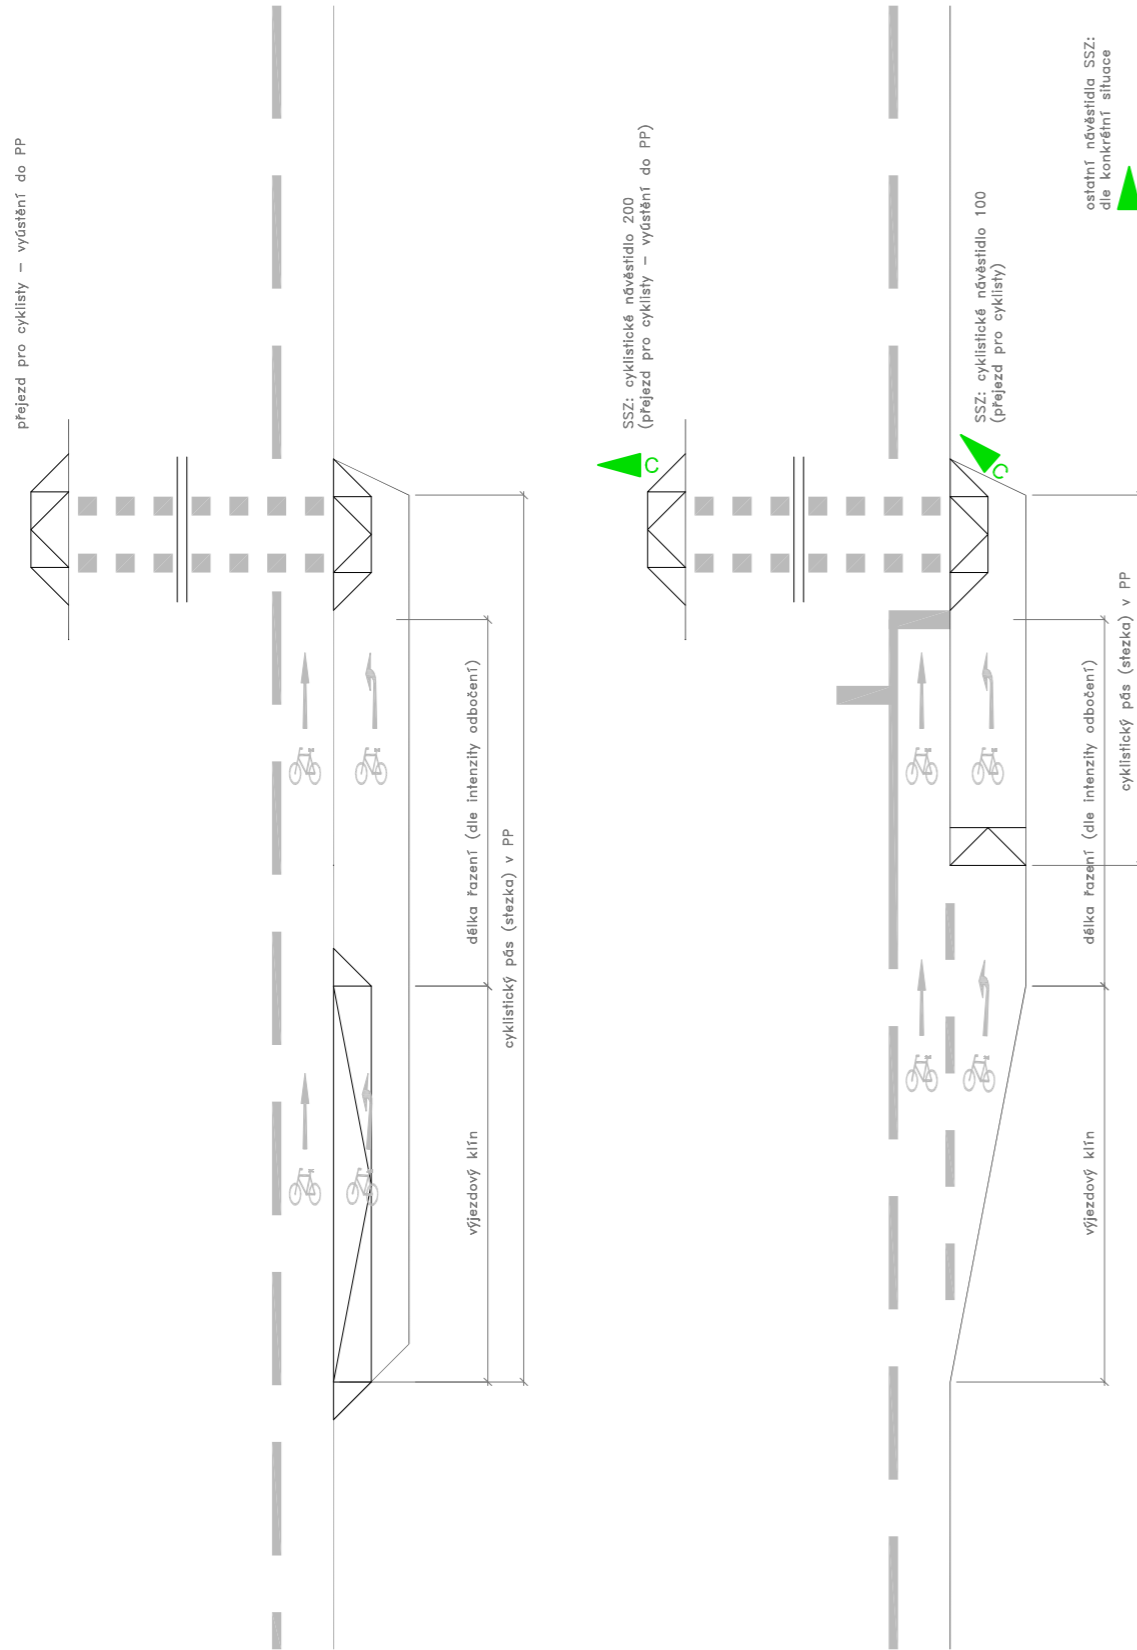 přejezd pro cyklisty – vyústění do PP
délka řazení (dle intenzity odbočení)
cyklistický pás (stezka) v PP
výjezdový klín
SSZ: cyklistické návěstidlo 200
(přejezd pro cyklisty – vyústění do PP)
C
SSZ: cyklistické návěstidlo 100
(přejezd pro cyklisty)
C
ostatní návěstidla SSZ:
dle konkrétní situace
délka řazení (dle intenzity odbočení)
cyklistický pás (stezka) v PP
výjezdový klín